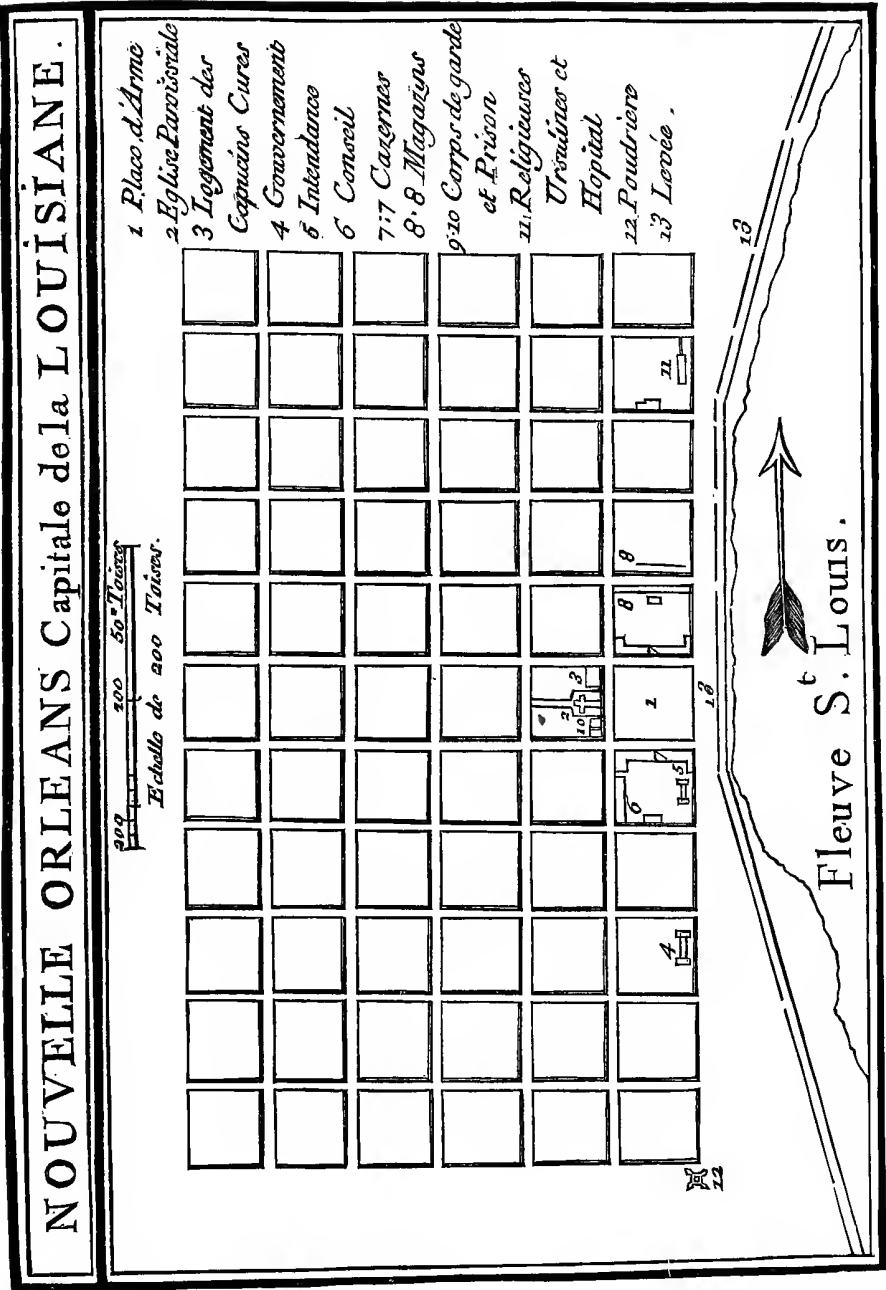 NOUVELLE ORLEANS Capitale de la LOUISIANE.
200 100 50 Toises
Echelle de 200 Toises.
1 Place d'Arme
2 Eglise Paroissiale
3 Logement des
Capucins Cures
4 Gouvernement
5 Intendance
6 Conseil
7:7 Cazernes
8·8 Magazins
9·10 Corps de garde
et Prison
11. Religieuses
Ursulines et
Hopital
12 Poudriere
13 Levée.
10 2 3
4
6 5
1
8
8
11
12
13
13
Fleuve St. Louis.